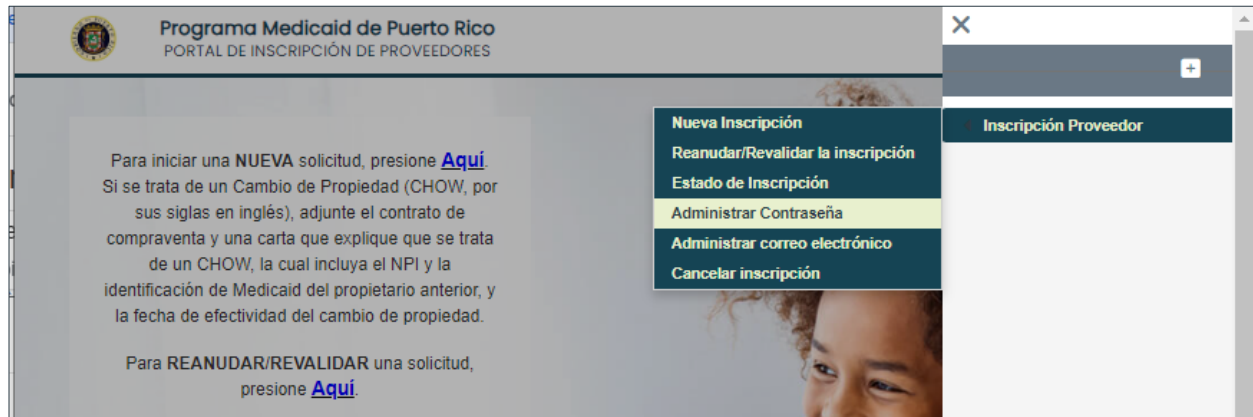 Programa Medicaid de Puerto Rico
PORTAL DE INSCRIPCIÓN DE PROVEEDORES
Para iniciar una NUEVA solicitud, presione Aquí.
Si se trata de un Cambio de Propiedad (CHOW, por
sus siglas en inglés), adjunte el contrato de
compraventa y una carta que explique que se trata
de un CHOW, la cual incluya el NPI y la
identificación de Medicaid del propietario anterior, y
la fecha de efectividad del cambio de propiedad.
Para REANUDAR/REVALIDAR una solicitud,
presione Aquí.
Nueva Inscripción
Reanudar/Revalidar la inscripción
Estado de Inscripción
Administrar Contraseña
Administrar correo electrónico
Cancelar inscripción
Inscripción Proveedor